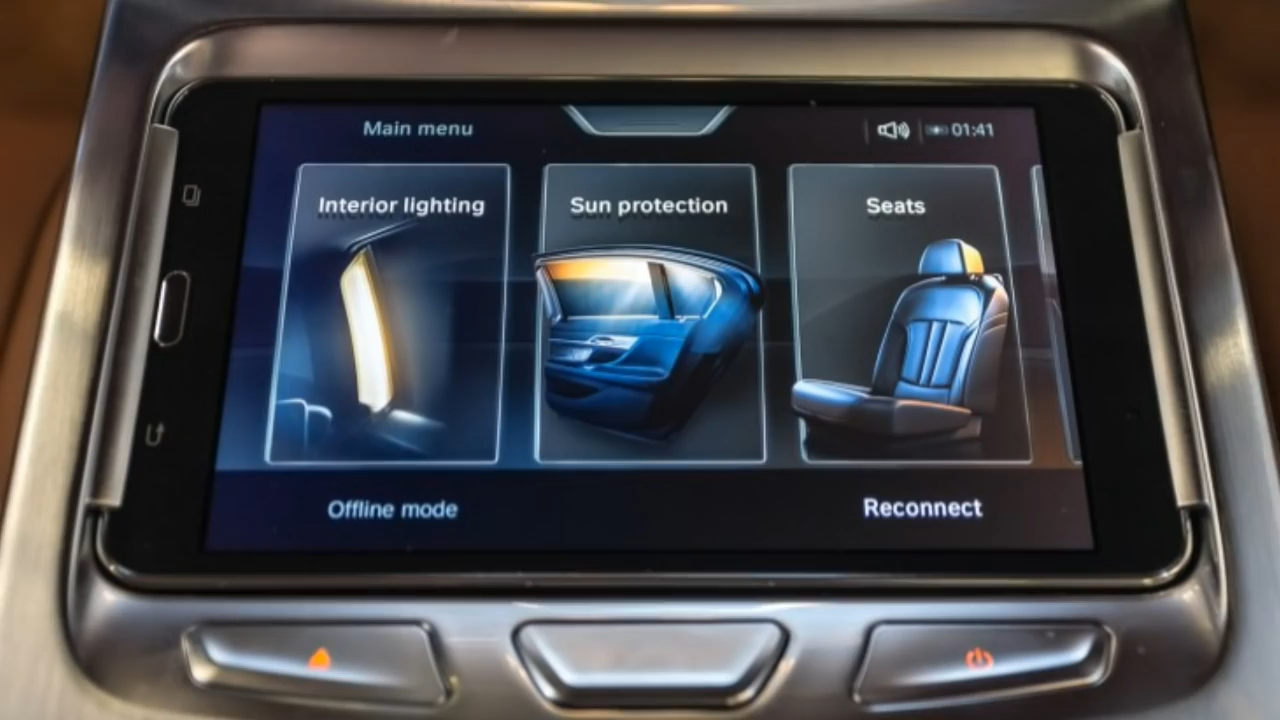 Main menu
01:41
Interior lighting
Sun protection
Seats
Offline mode
Reconnect